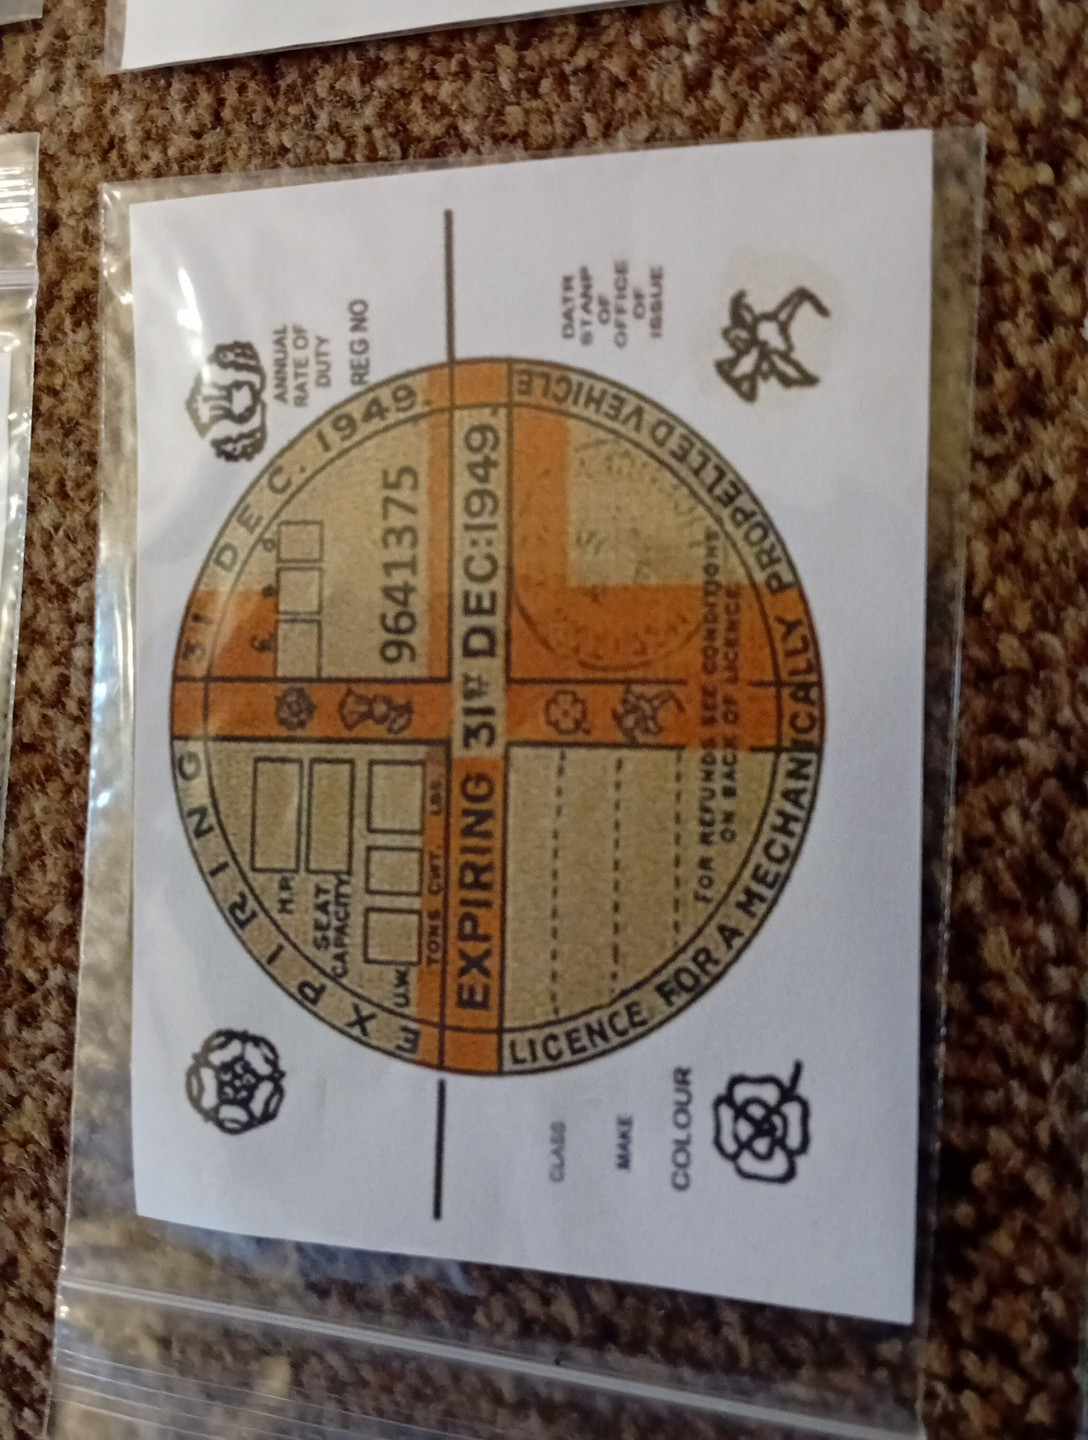 EXPIRING 31 DEC. 1949.
ANNUAL
RATE OF
DUTY
REG NO
H.P.
SEAT
CAPACITY
U.W.
TONS CWT. LBS.
£ s d
9641375
EXPIRING 31ST DEC:1949.
DATR
STANP
OF
OFFICE
OF
ISSUE
CLASS
MAKE
COLOUR
FOR REFUNDS SEE CONDITIONS
ON BACK OF LICENCE
LICENCE FOR A MECHANICALLY PROPELLED VEHICLE